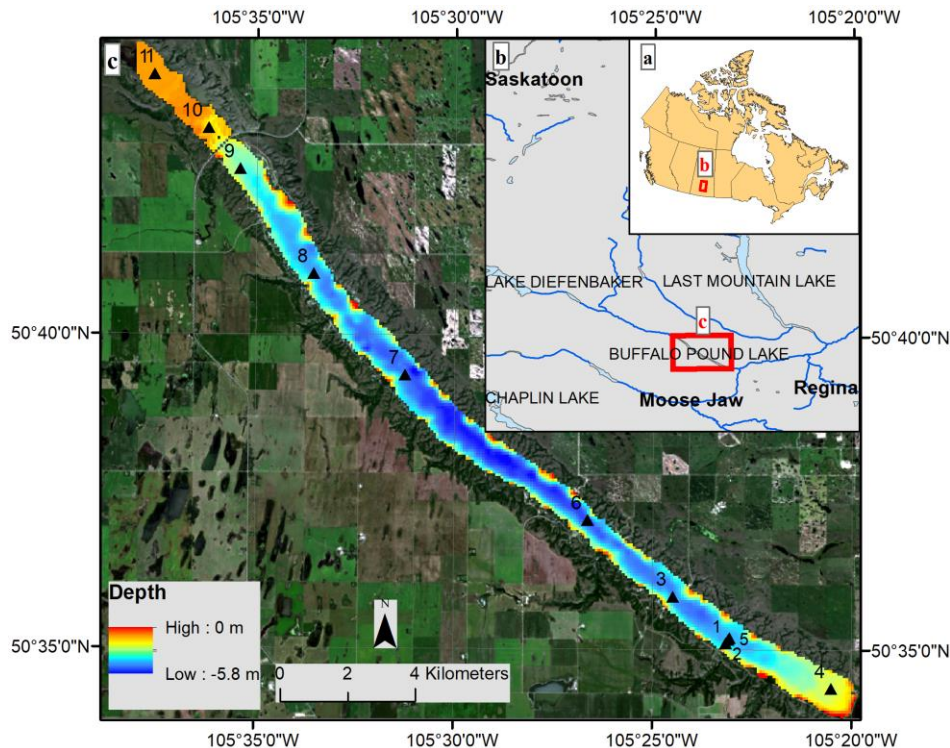 105°35'0"W 105°30'0"W 105°25'0"W 105°20'0"W
c
11
10
9
8
7
6
3
1
5
2
4
b
Saskatoon
LAKE DIEFENBAKER
LAST MOUNTAIN LAKE
c
BUFFALO POUND LAKE
Regina
Moose Jaw
CHAPLIN LAKE
a
b
50°40'0"N
50°40'0"N
50°35'0"N
50°35'0"N
Depth
High : 0 m
Low : -5.8 m
N
0 2 4 Kilometers
105°35'0"W 105°30'0"W 105°25'0"W 105°20'0"W